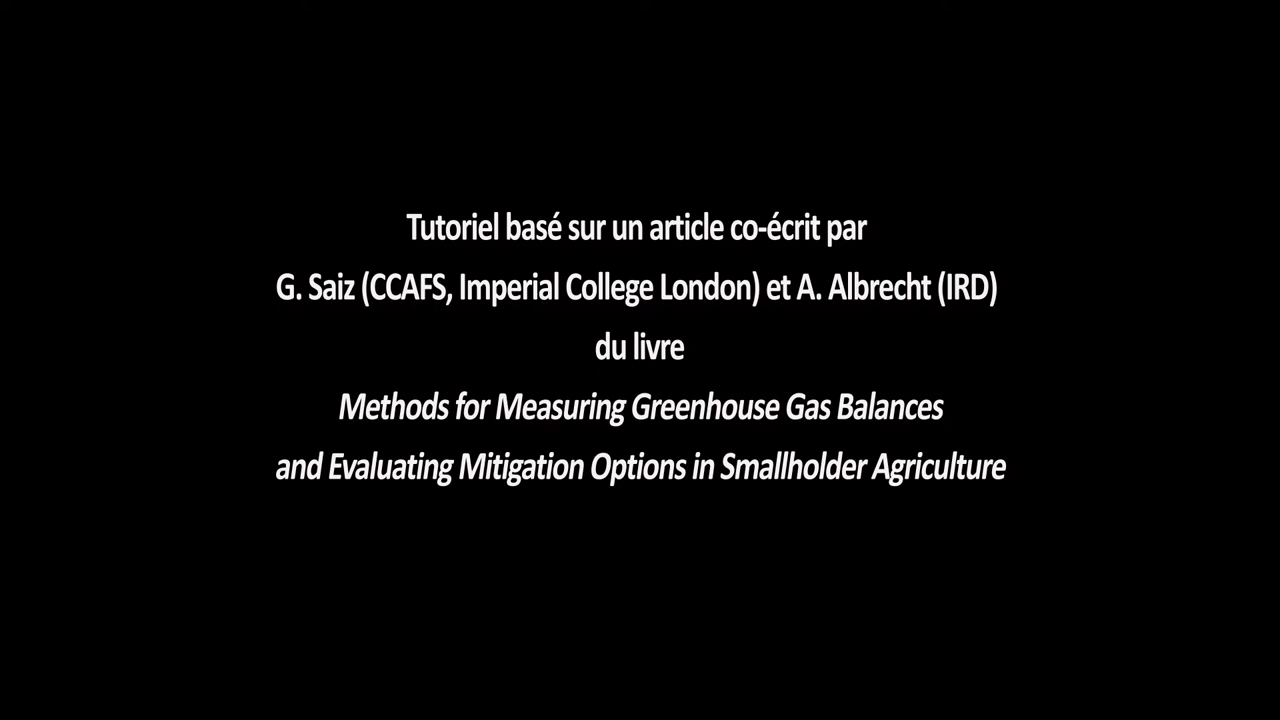 Tutoriel basé sur un article co-écrit par
G. Saiz (CCAFS, Imperial College London) et A. Albrecht (IRD)
du livre
Methods for Measuring Greenhouse Gas Balances
and Evaluating Mitigation Options in Smallholder Agriculture